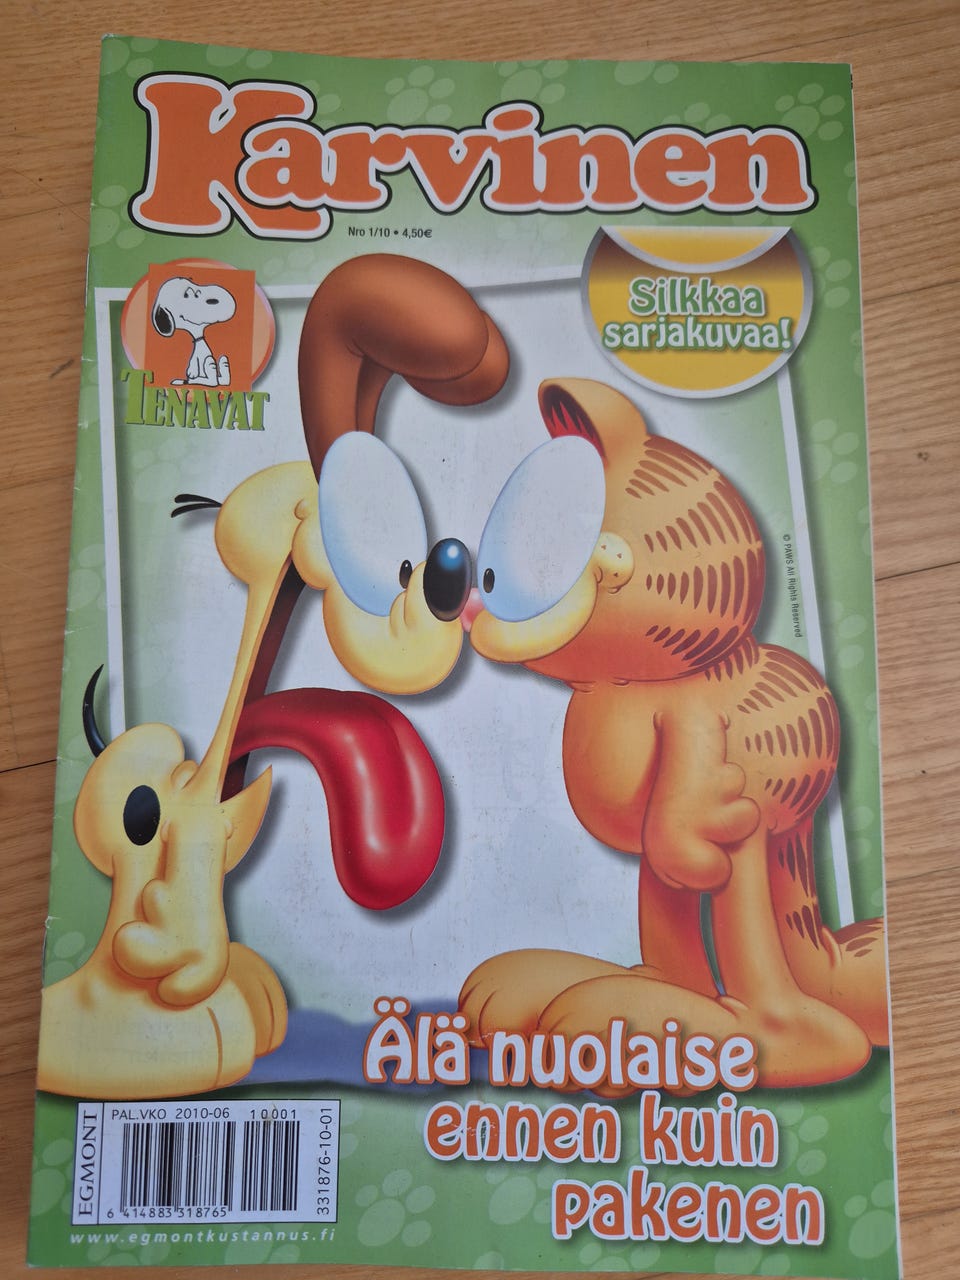 Karvinen
Nro 1/10 • 4,50€
Silkkaa
sarjakuvaa!
TENAVAT
© PAWS All Rights Reserved
Älä nuolaise
ennen kuin
pakenen
EGMONT
PAL.VKO 2010-06 10001
6 414883 318765
331876-10-01
www.egmontkustannus.fi